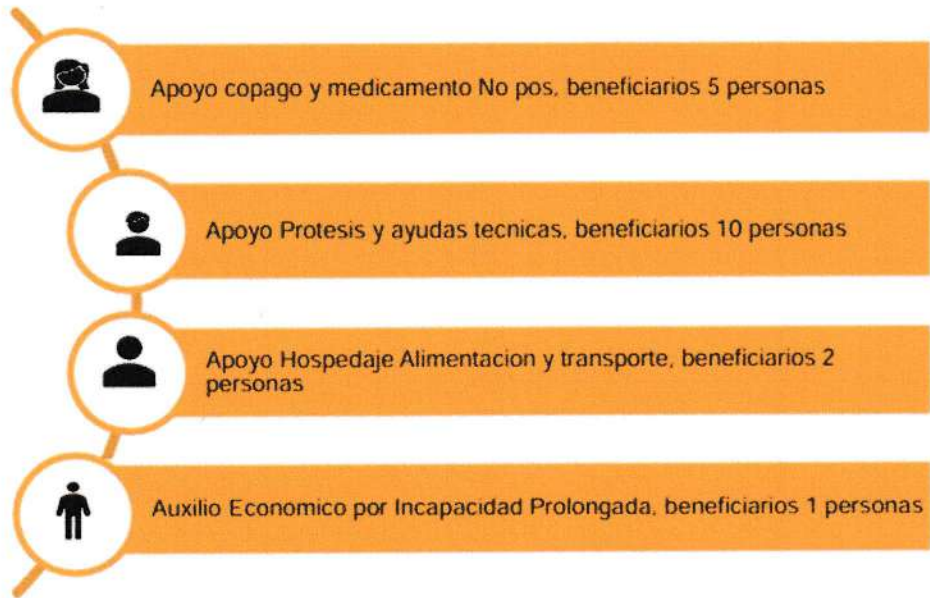 Apoyo copago y medicamento No pos, beneficiarios 5 personas
Apoyo Protesis y ayudas tecnicas, beneficiarios 10 personas
Apoyo Hospedaje Alimentacion y transporte, beneficiarios 2
personas
Auxilio Economico por Incapacidad Prolongada, beneficiarios 1 personas